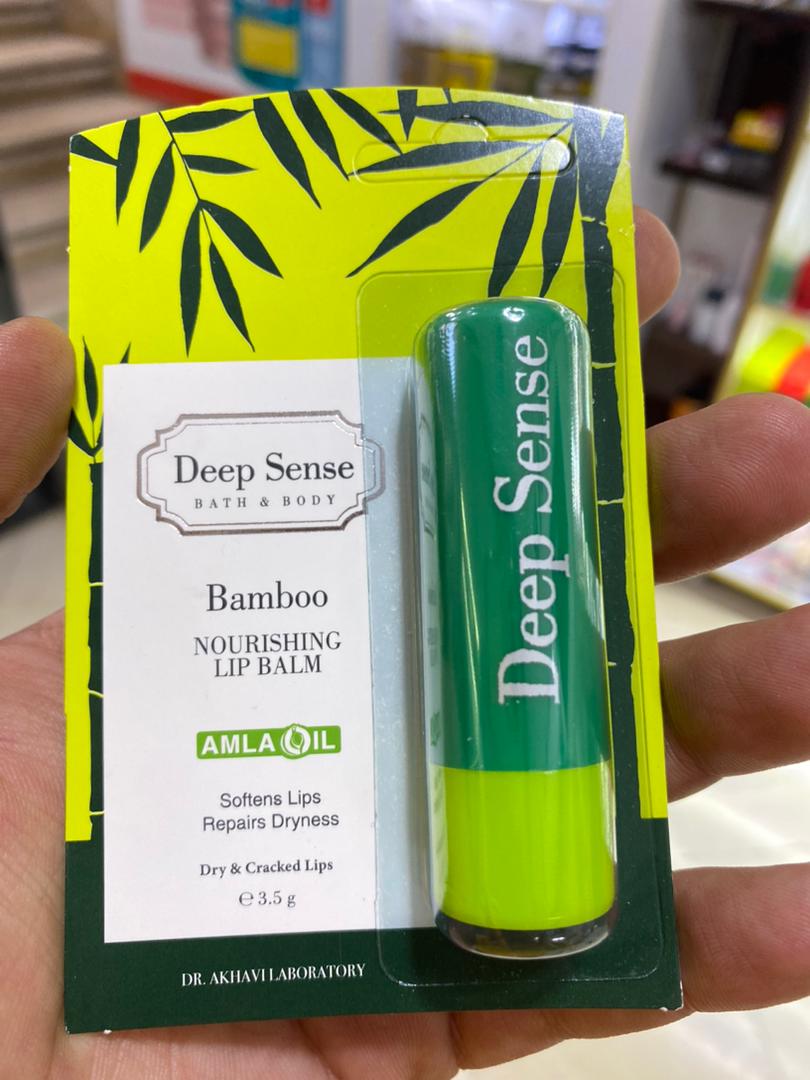 Deep Sense
BATH & BODY
Bamboo
NOURISHING
LIP BALM
AMLA OIL
Softens Lips
Repairs Dryness
Dry & Cracked Lips
℮ 3.5 g
DR. AKHAVI LABORATORY
Deep Sense